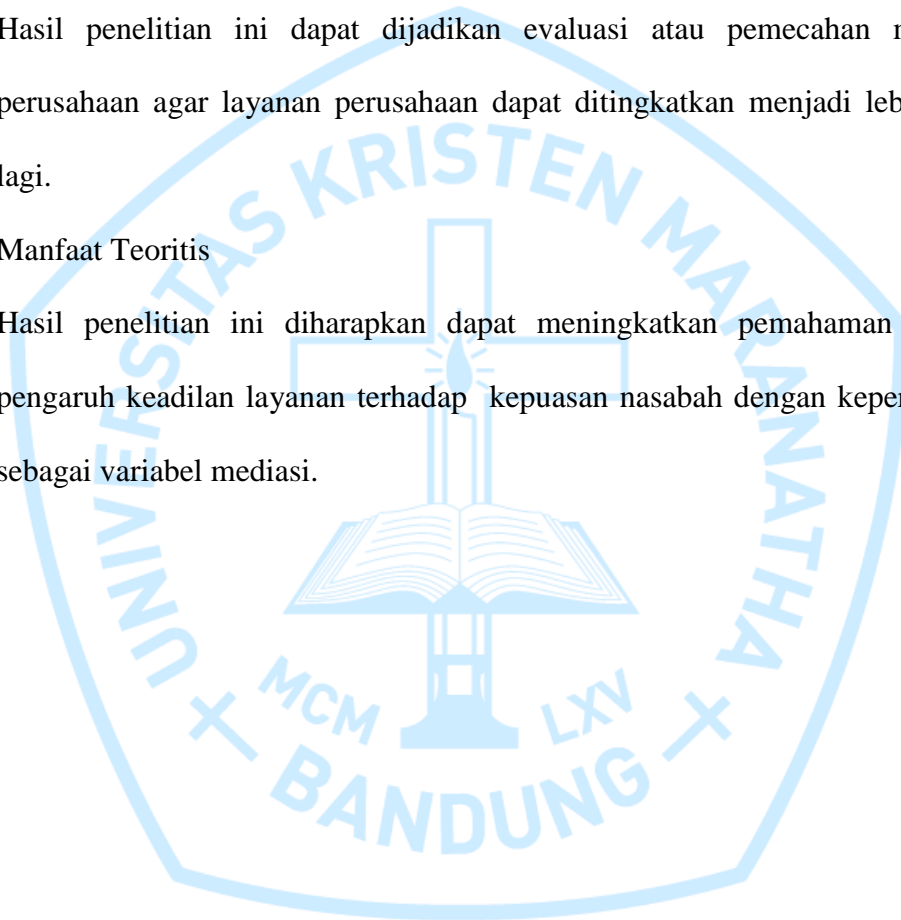 Hasil penelitian ini dapat dijadikan evaluasi atau pemecahan
perusahaan agar layanan perusahaan dapat ditingkatkan menjadi
lagi.
Manfaat Teoritis
Hasil penelitian ini diharapkan dapat meningkatkan pemahaman
pengaruh keadilan layanan terhadap kepuasan nasabah dengan
sebagai variabel mediasi.
UNIVERSITAS KRISTEN MARANATHA
MCM LXV
BANDUNG